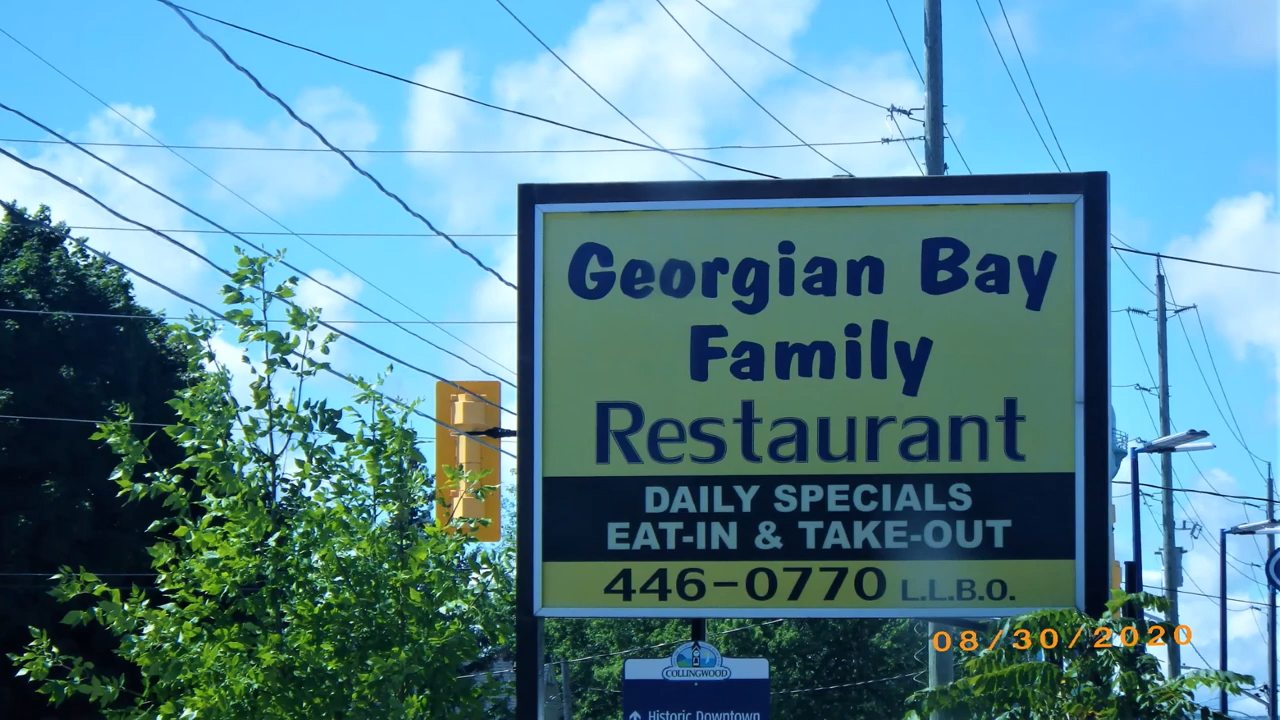 Georgian Bay
Family
Restaurant
DAILY SPECIALS
EAT-IN & TAKE-OUT
446-0770 L.L.B.O.
08/30/2020
COLLINGWOOD
Historic Downtown